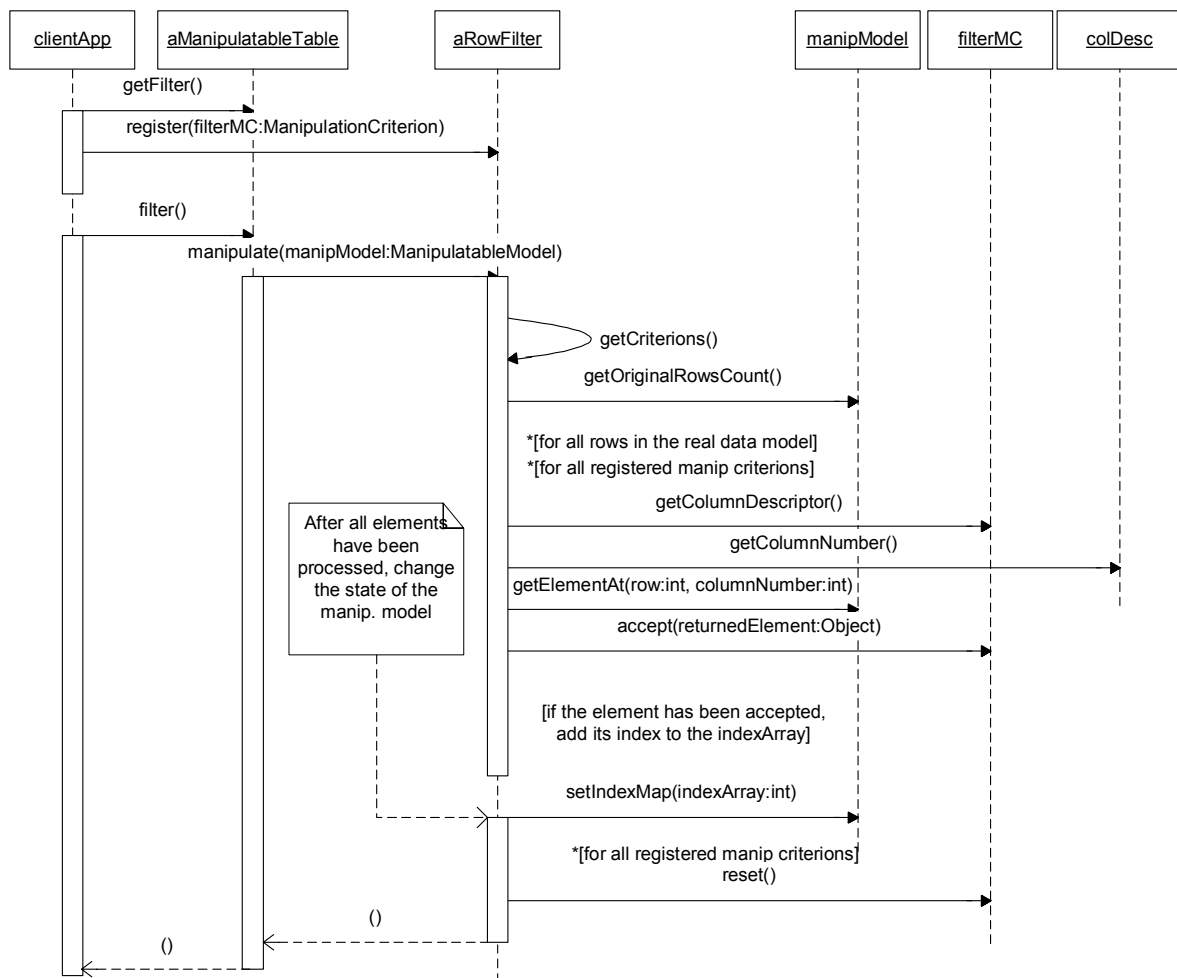 clientApp
aManipulatableTable
aRowFilter
manipModel
filterMC
colDesc
getFilter()
register(filterMC:ManipulationCriterion)
filter()
manipulate(manipModel:ManipulatableModel)
getCriterions()
getOriginalRowsCount()
*[for all rows in the real data model]
*[for all registered manip criterions]
getColumnDescriptor()
After all elements
have been
processed, change
the state of the
manip. model
getColumnNumber()
getElementAt(row:int, columnNumber:int)
accept(returnedElement:Object)
[if the element has been accepted,
add its index to the indexArray]
setIndexMap(indexArray:int)
*[for all registered manip criterions]
reset()
()
()